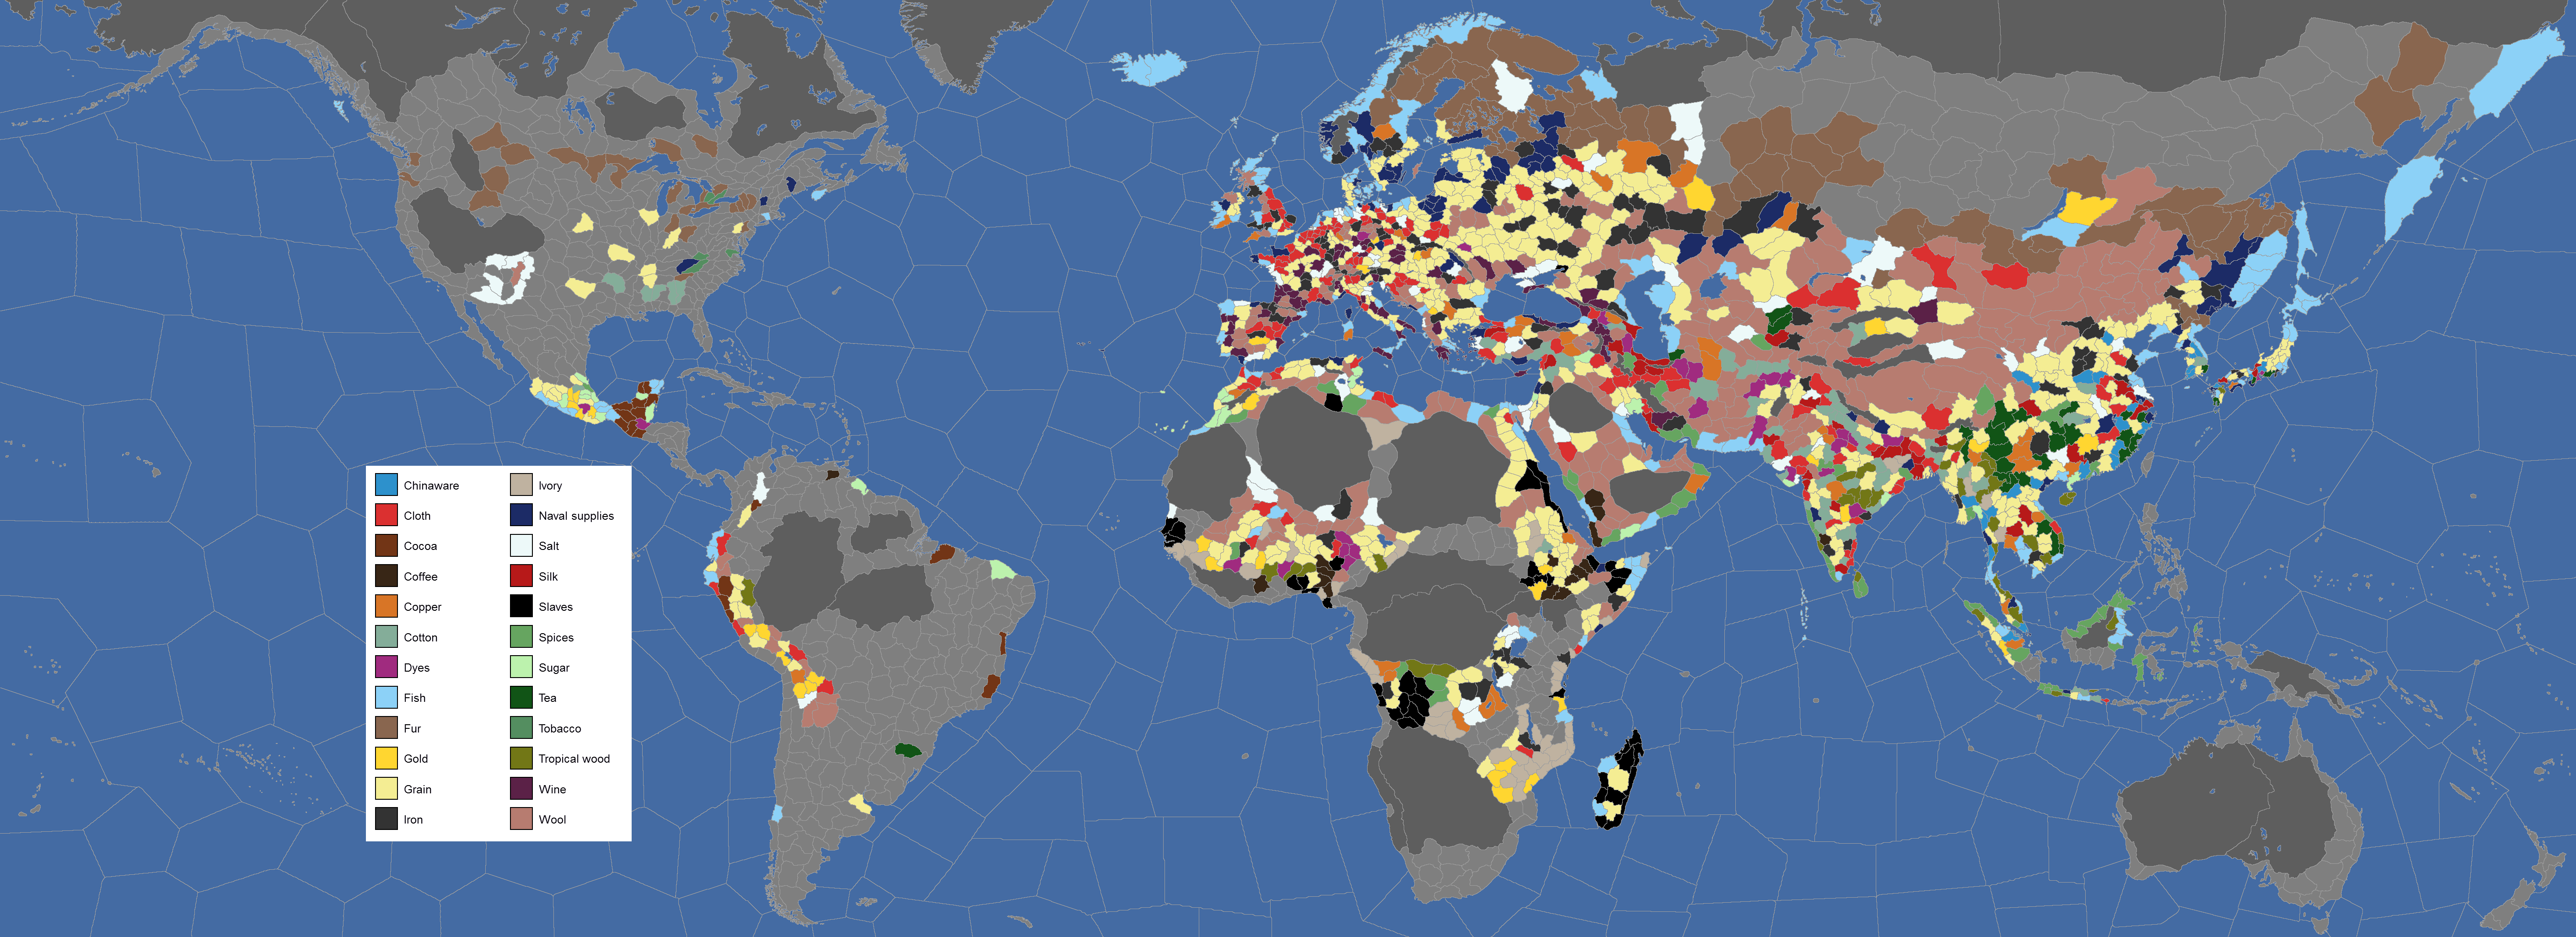 Chinaware
Cloth
Cocoa
Coffee
Copper
Cotton
Dyes
Fish
Fur
Gold
Grain
Iron
Ivory
Naval supplies
Salt
Silk
Slaves
Spices
Sugar
Tea
Tobacco
Tropical wood
Wine
Wool